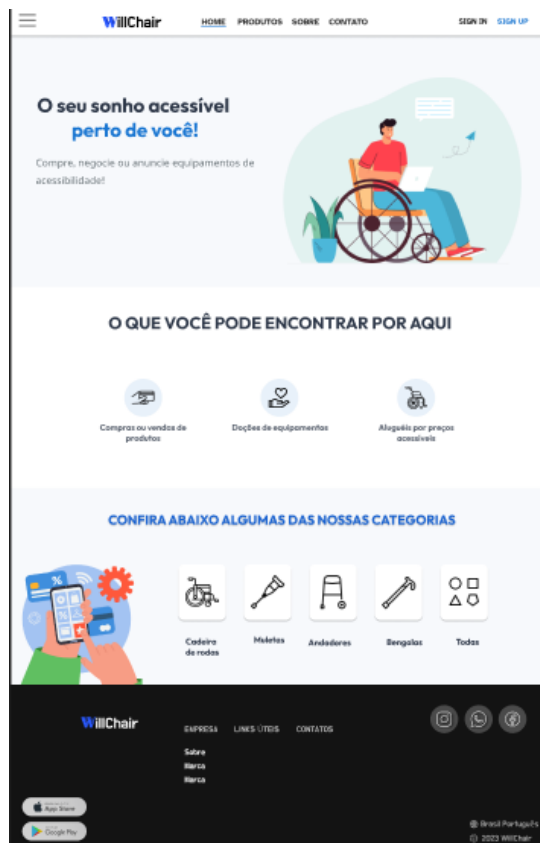 WillChair
HOME PRODUTOS SOBRE CONTATO
SIGN IN SIGN UP
O seu sonho acessível
perto de você!
Compre, negocie ou anuncie equipamentos de
acessibilidade!
O QUE VOCÊ PODE ENCONTRAR POR AQUI
Compras ou vendas de
produtos
Doções de equipamentos
Aluguéis por preços
acessíveis
CONFIRA ABAIXO ALGUMAS DAS NOSSAS CATEGORIAS
%
Cadeira
de rodas
Muletas
Andadores
Bengalas
Todas
WillChair
EMPRESA LINKS ÚTEIS CONTATOS
Sobre
Marca
Marca
App Store
Google Play
Brasil Português
© 2023 WillChair